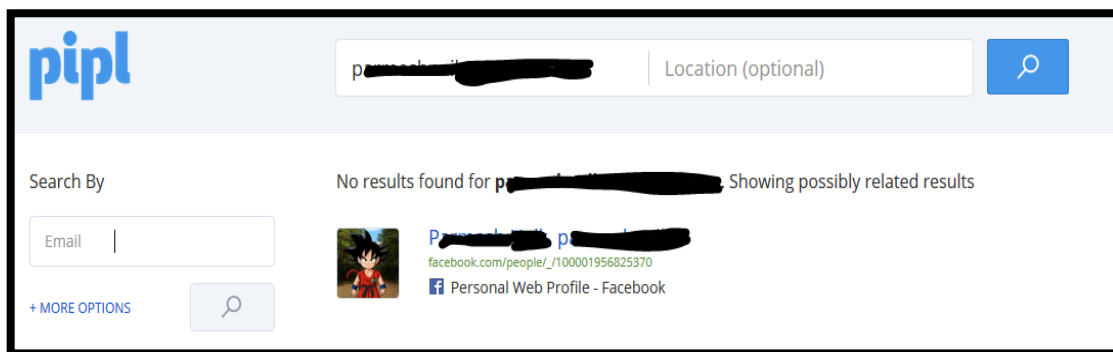 pipl
Location (optional)
Search By
No results found for Showing possibly related results
Email
facebook.com/people/_/100001956825370
Personal Web Profile - Facebook
+ MORE OPTIONS